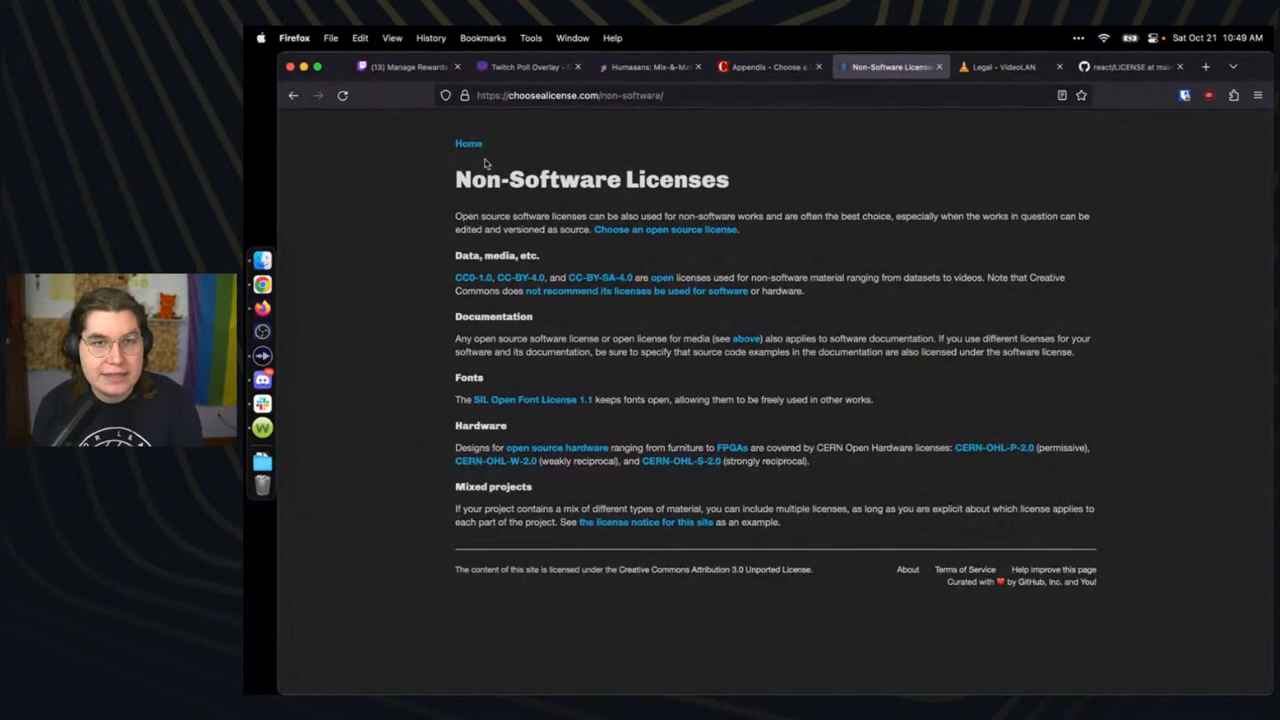 Firefox File Edit View History Bookmarks Tools Window Help
Sat Oct 21 10:49 AM
(13) Manage Rewards
Twitch Poll Overlay - D
Humaaans: Mix-&-Mat
Appendix - Choose a L
Non-Software License
Legal - VideoLAN
react/LICENSE at main
https://choosealicense.com/non-software/
Home
Non-Software Licenses
Open source software licenses can be also used for non-software works and are often the best choice, especially when the works in question can be
edited and versioned as source. Choose an open source license.
Data, media, etc.
CC0-1.0, CC-BY-4.0, and CC-BY-SA-4.0 are open licenses used for non-software material ranging from datasets to videos. Note that Creative
Commons does not recommend its licenses be used for software or hardware.
Documentation
Any open source software license or open license for media (see above) also applies to software documentation. If you use different licenses for your
software and its documentation, be sure to specify that source code examples in the documentation are also licensed under the software license.
Fonts
The SIL Open Font License 1.1 keeps fonts open, allowing them to be freely used in other works.
Hardware
Designs for open source hardware ranging from furniture to FPGAs are covered by CERN Open Hardware licenses: CERN-OHL-P-2.0 (permissive),
CERN-OHL-W-2.0 (weakly reciprocal), and CERN-OHL-S-2.0 (strongly reciprocal).
Mixed projects
If your project contains a mix of different types of material, you can include multiple licenses, as long as you are explicit about which license applies to
each part of the project. See the license notice for this site as an example.
The content of this site is licensed under the Creative Commons Attribution 3.0 Unported License.
About Terms of Service Help improve this page
Curated with ❤ by GitHub, Inc. and You!